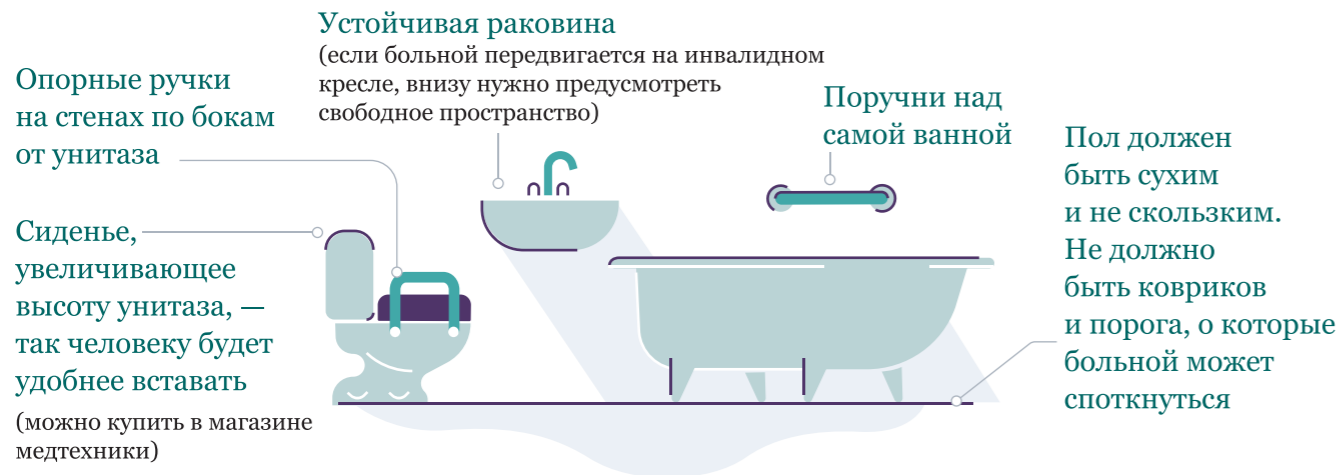 Устойчивая раковина
(если больной передвигается на инвалидном
кресле, внизу нужно предусмотреть
свободное пространство)
Опорные ручки
на стенах по бокам
от унитаза
Поручни над
самой ванной
Пол должен
быть сухим
и не скользким.
Не должно
быть ковриков
и порога, о которые
больной может
споткнуться
Сиденье,
увеличивающее
высоту унитаза, —
так человеку будет
удобнее вставать
(можно купить в магазине
медтехники)